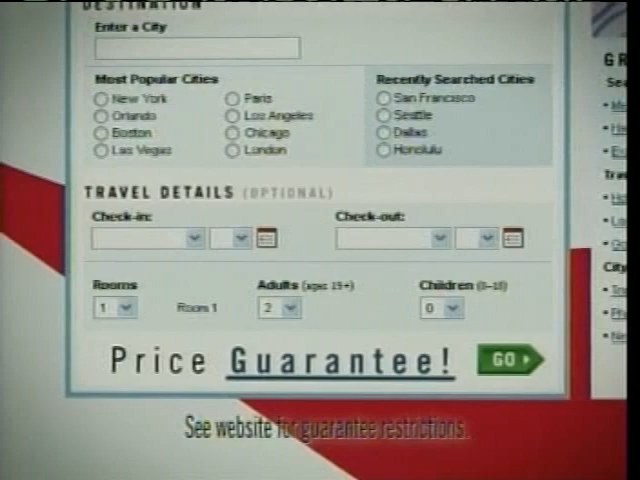 DESTINATION
Enter a City
Most Popular Cities
Recently Searched Cities
New York
Paris
San Francisco
Orlando
Los Angeles
Seattle
Boston
Chicago
Dallas
Las Vegas
London
Honolulu
TRAVEL DETAILS (OPTIONAL)
Check-in:
Check-out:
Rooms
Adults (ages 19+)
Children (0-18)
1
Room 1
2
0
Price Guarantee!
GO
See website for guarantee restrictions.
City